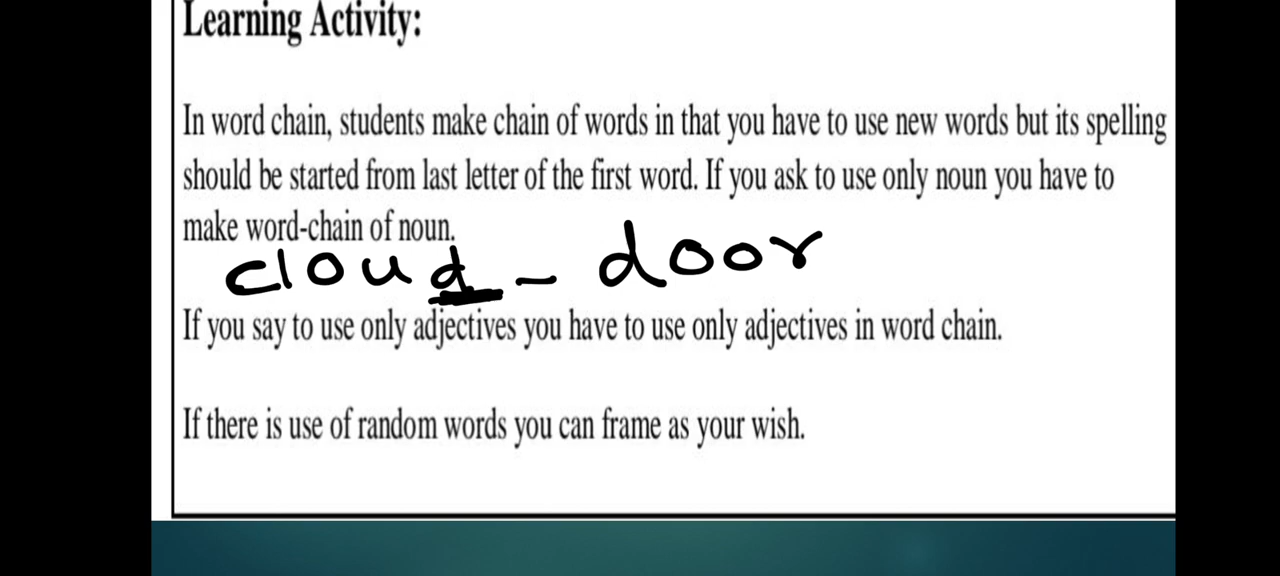 Learning Activity:
In word chain, students make chain of words in that you have to use new words but its spelling
should be started from last letter of the first word. If you ask to use only noun you have to
make word-chain of noun.
cloud - door
If you say to use only adjectives you have to use only adjectives in word chain.
If there is use of random words you can frame as your wish.